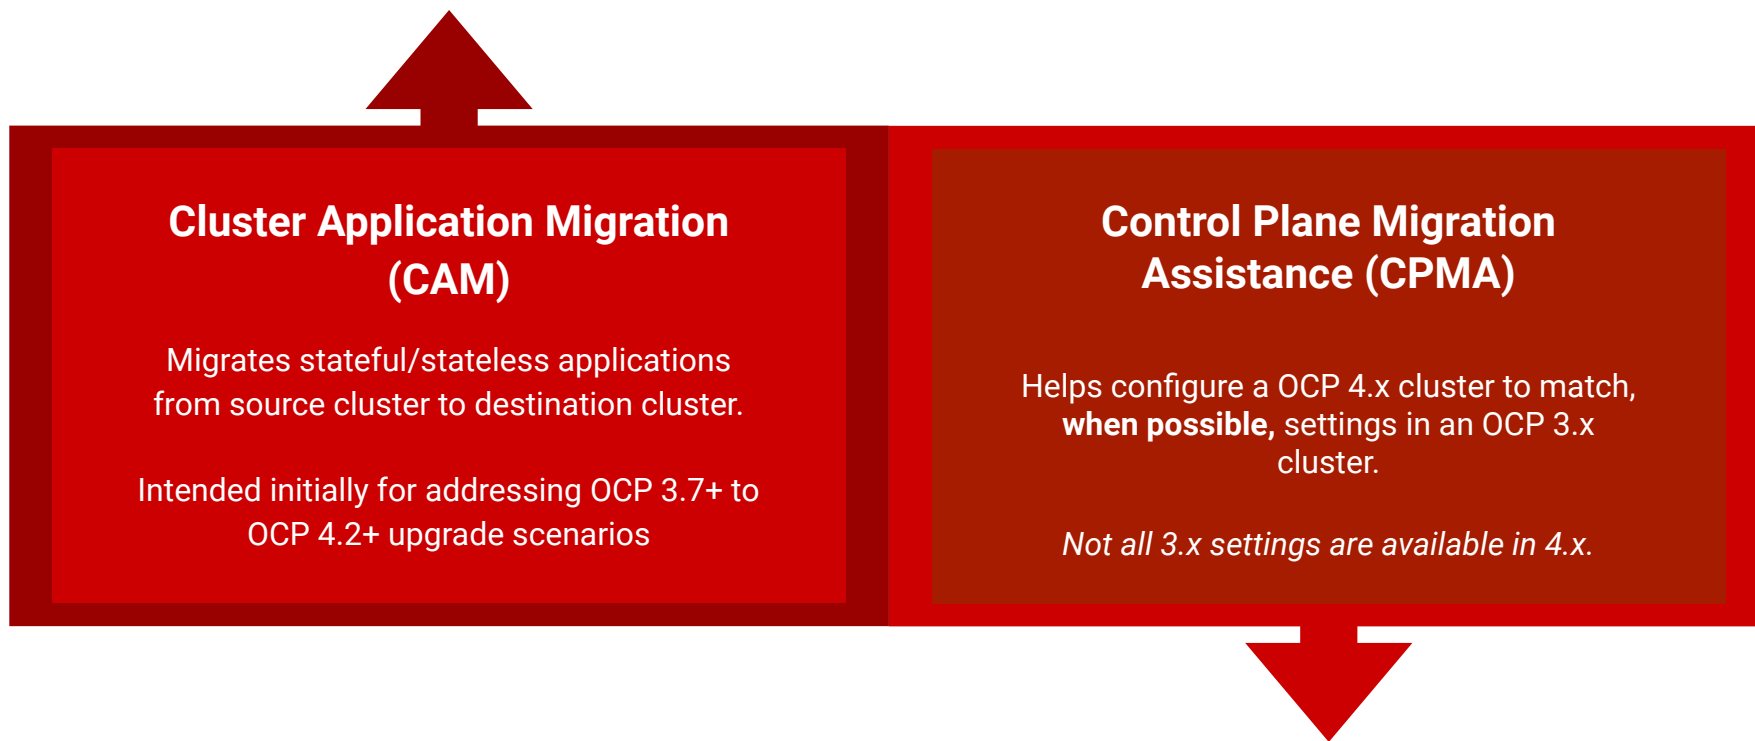 Cluster Application Migration
(CAM)
Migrates stateful/stateless applications
from source cluster to destination cluster.
Intended initially for addressing OCP 3.7+ to
OCP 4.2+ upgrade scenarios
Control Plane Migration
Assistance (CPMA)
Helps configure a OCP 4.x cluster to match,
when possible, settings in an OCP 3.x
cluster.
Not all 3.x settings are available in 4.x.